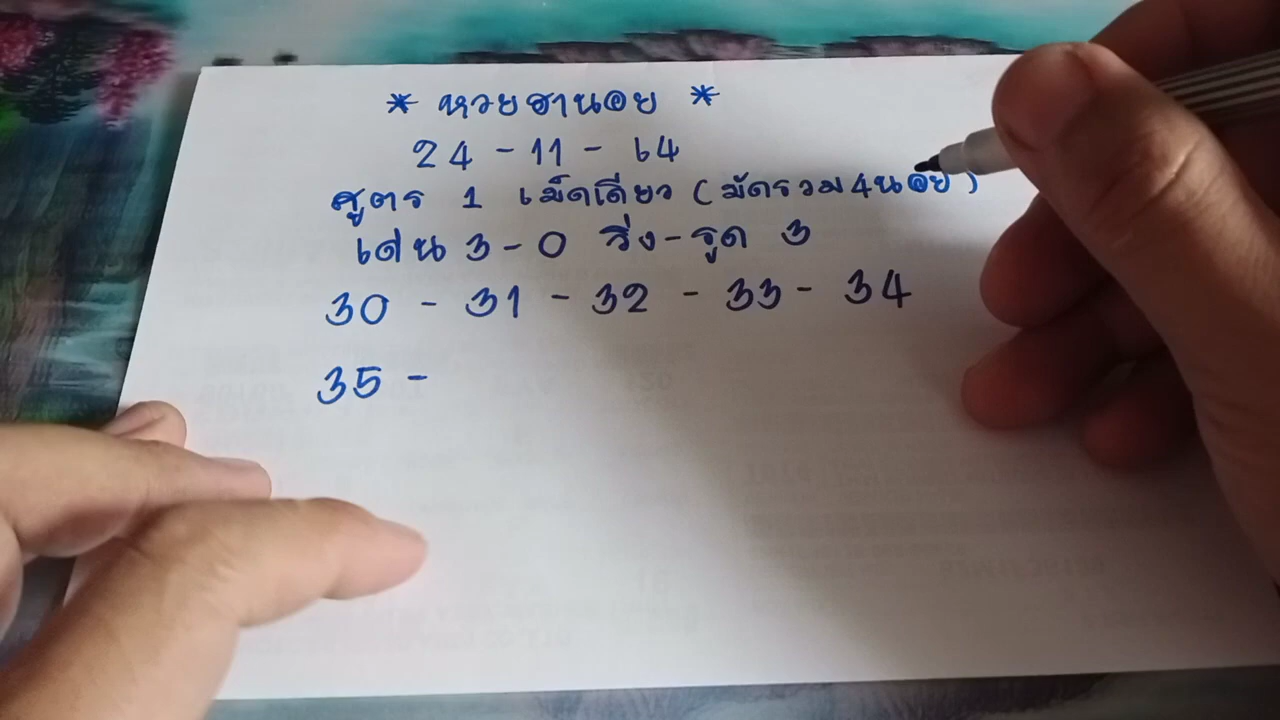 * หวยฮานอย *
24 - 11 - 64
สูตร 1 เม็ดเดียว (มัดรวม4นอย)
เด่น 3-0 วิ่ง-รูด 3
30 - 31 - 32 - 33 - 34
35 -